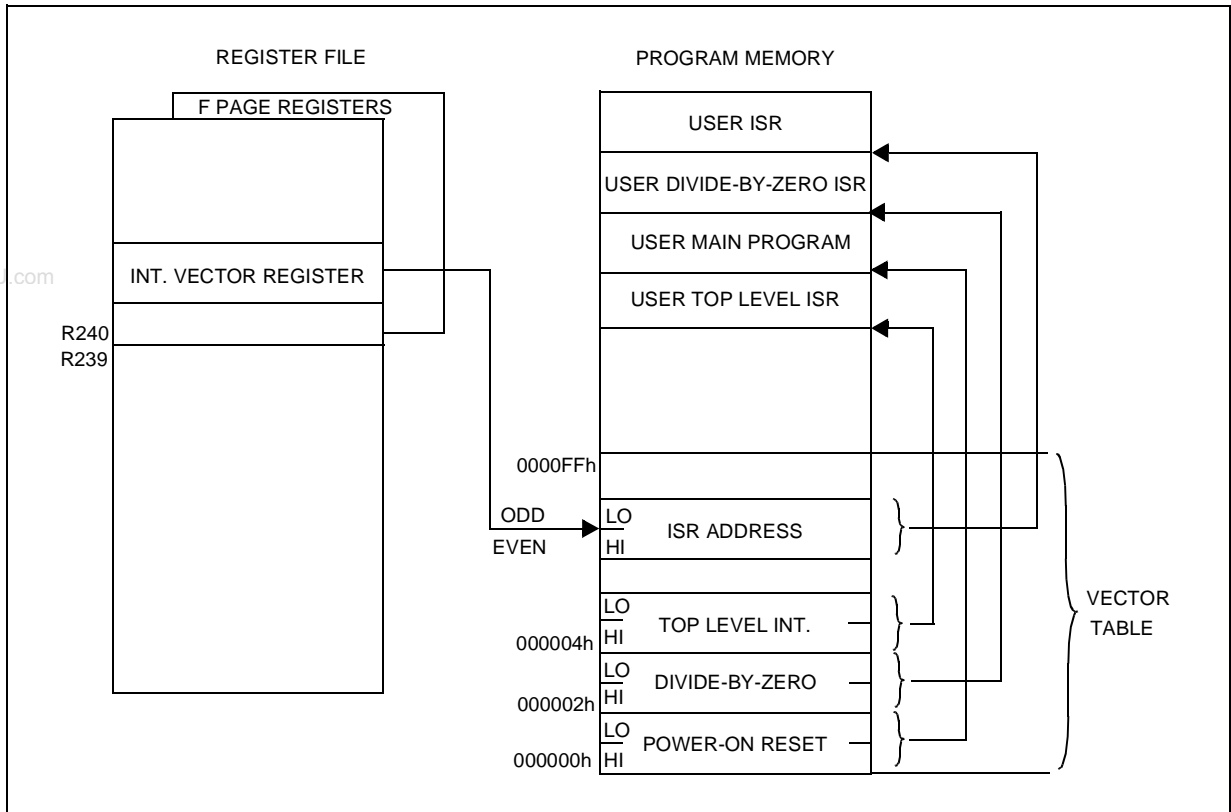 REGISTER FILE
F PAGE REGISTERS
INT. VECTOR REGISTER
R240
R239
PROGRAM MEMORY
USER ISR
USER DIVIDE-BY-ZERO ISR
USER MAIN PROGRAM
USER TOP LEVEL ISR
0000FFh
ODD
EVEN
LO
HI
ISR ADDRESS
LO
HI
TOP LEVEL INT.
000004h
LO
HI
DIVIDE-BY-ZERO
000002h
LO
HI
POWER-ON RESET
000000h
VECTOR
TABLE
.com